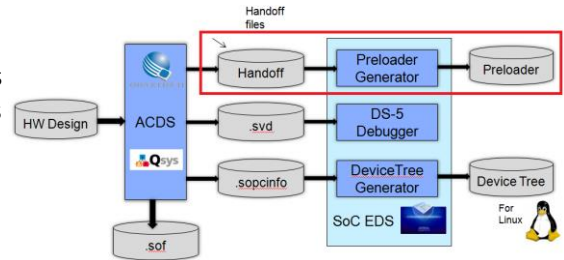 Handoff
files
Handoff
Preloader
Generator
Preloader
s
s
HW Design
ACDS
.svd
DS-5
Debugger
Qsys
.sopcinfo
DeviceTree
Generator
Device Tree
SoC EDS
For
Linux
.sof